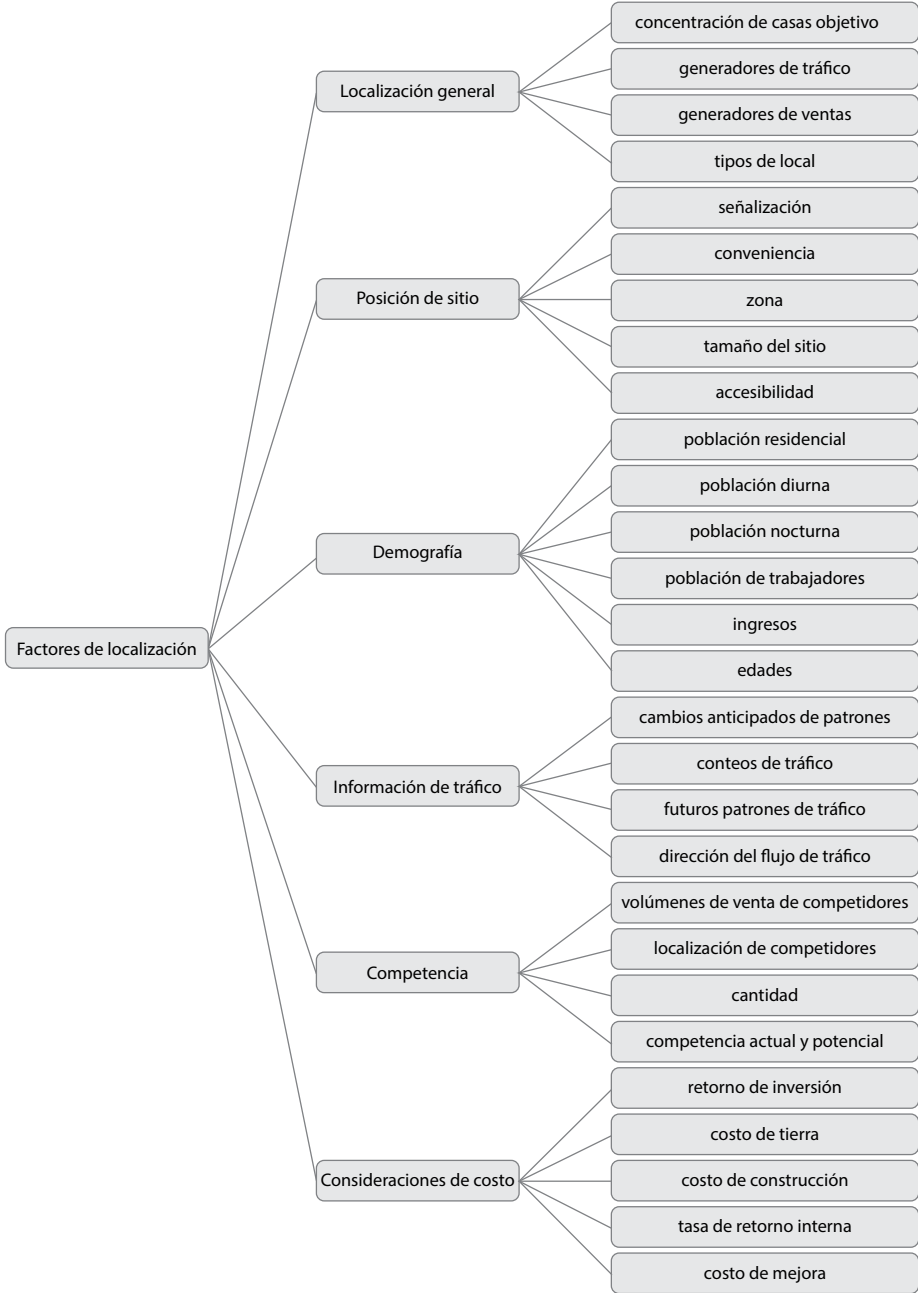 Factores de localización
Localización general
concentración de casas objetivo
generadores de tráfico
generadores de ventas
tipos de local
Posición de sitio
señalización
conveniencia
zona
tamaño del sitio
accesibilidad
Demografía
población residencial
población diurna
población nocturna
población de trabajadores
ingresos
edades
Información de tráfico
cambios anticipados de patrones
conteos de tráfico
futuros patrones de tráfico
dirección del flujo de tráfico
Competencia
volúmenes de venta de competidores
localización de competidores
cantidad
competencia actual y potencial
Consideraciones de costo
retorno de inversión
costo de tierra
costo de construcción
tasa de retorno interna
costo de mejora